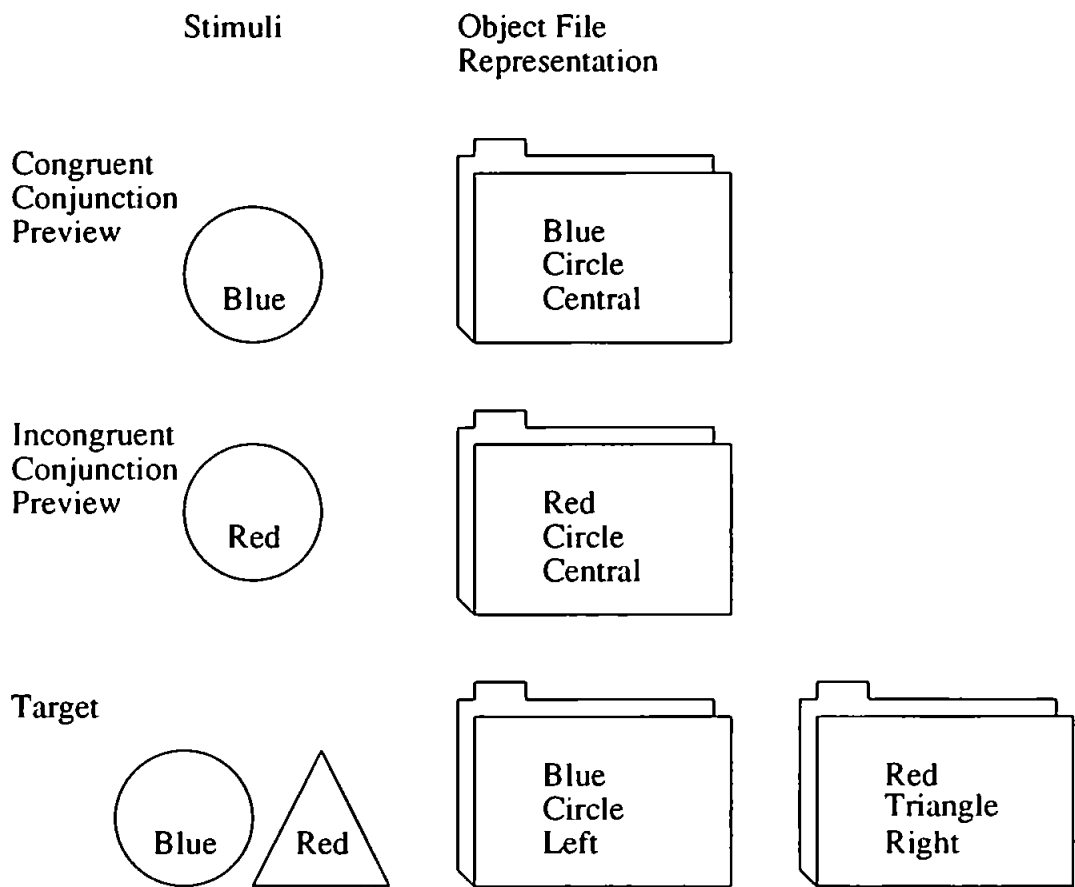 Stimuli
Object File
Representation
Congruent
Conjunction
Preview
Blue
Blue
Circle
Central
Incongruent
Conjunction
Preview
Red
Red
Circle
Central
Target
Blue
Red
Blue
Circle
Left
Red
Triangle
Right